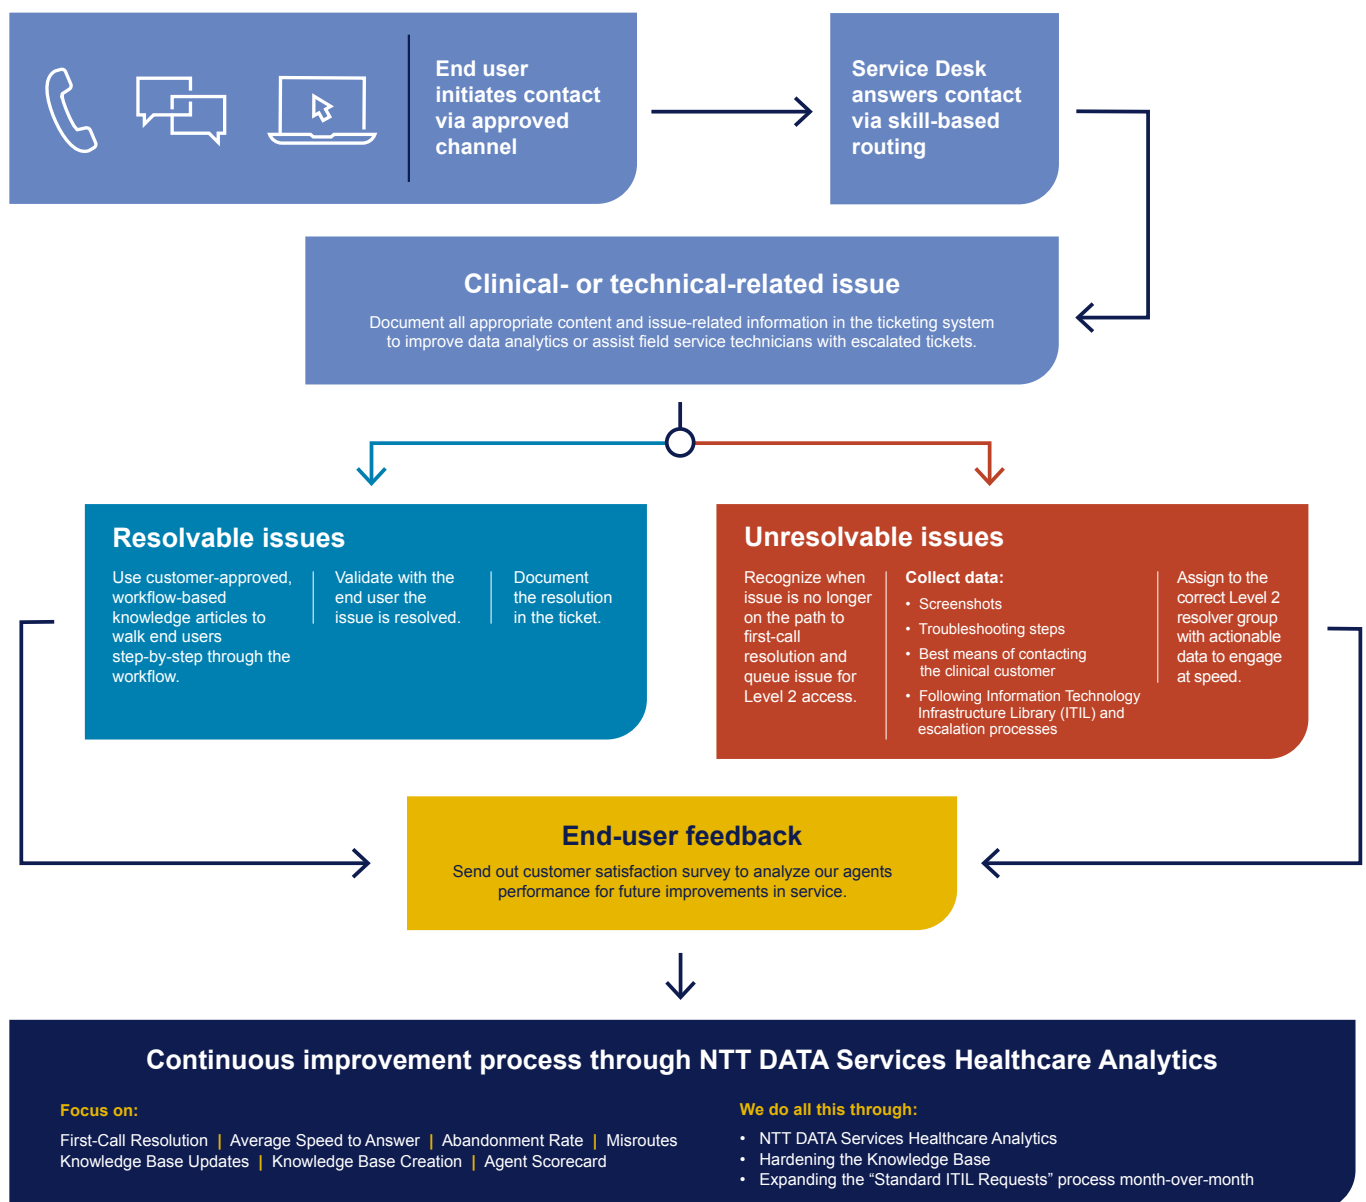 End user
initiates contact
via approved
channel
Service Desk
answers contact
via skill-based
routing
Clinical- or technical-related issue
Document all appropriate content and issue-related information in the ticketing system
to improve data analytics or assist field service technicians with escalated tickets.
Resolvable issues
Use customer-approved,
workflow-based
knowledge articles to
walk end users
step-by-step through the
workflow.
Validate with the
end user the
issue is resolved.
Document
the resolution
in the ticket.
Unresolvable issues
Recognize when
issue is no longer
on the path to
first-call
resolution and
queue issue for
Level 2 access.
Collect data:
• Screenshots
• Troubleshooting steps
• Best means of contacting
the clinical customer
• Following Information Technology
Infrastructure Library (ITIL) and
escalation processes
Assign to the
correct Level 2
resolver group
with actionable
data to engage
at speed.
End-user feedback
Send out customer satisfaction survey to analyze our agents
performance for future improvements in service.
Continuous improvement process through NTT DATA Services Healthcare Analytics
Focus on:
First-Call Resolution | Average Speed to Answer | Abandonment Rate | Misroutes
Knowledge Base Updates | Knowledge Base Creation | Agent Scorecard
We do all this through:
• NTT DATA Services Healthcare Analytics
• Hardening the Knowledge Base
• Expanding the “Standard ITIL Requests” process month-over-month